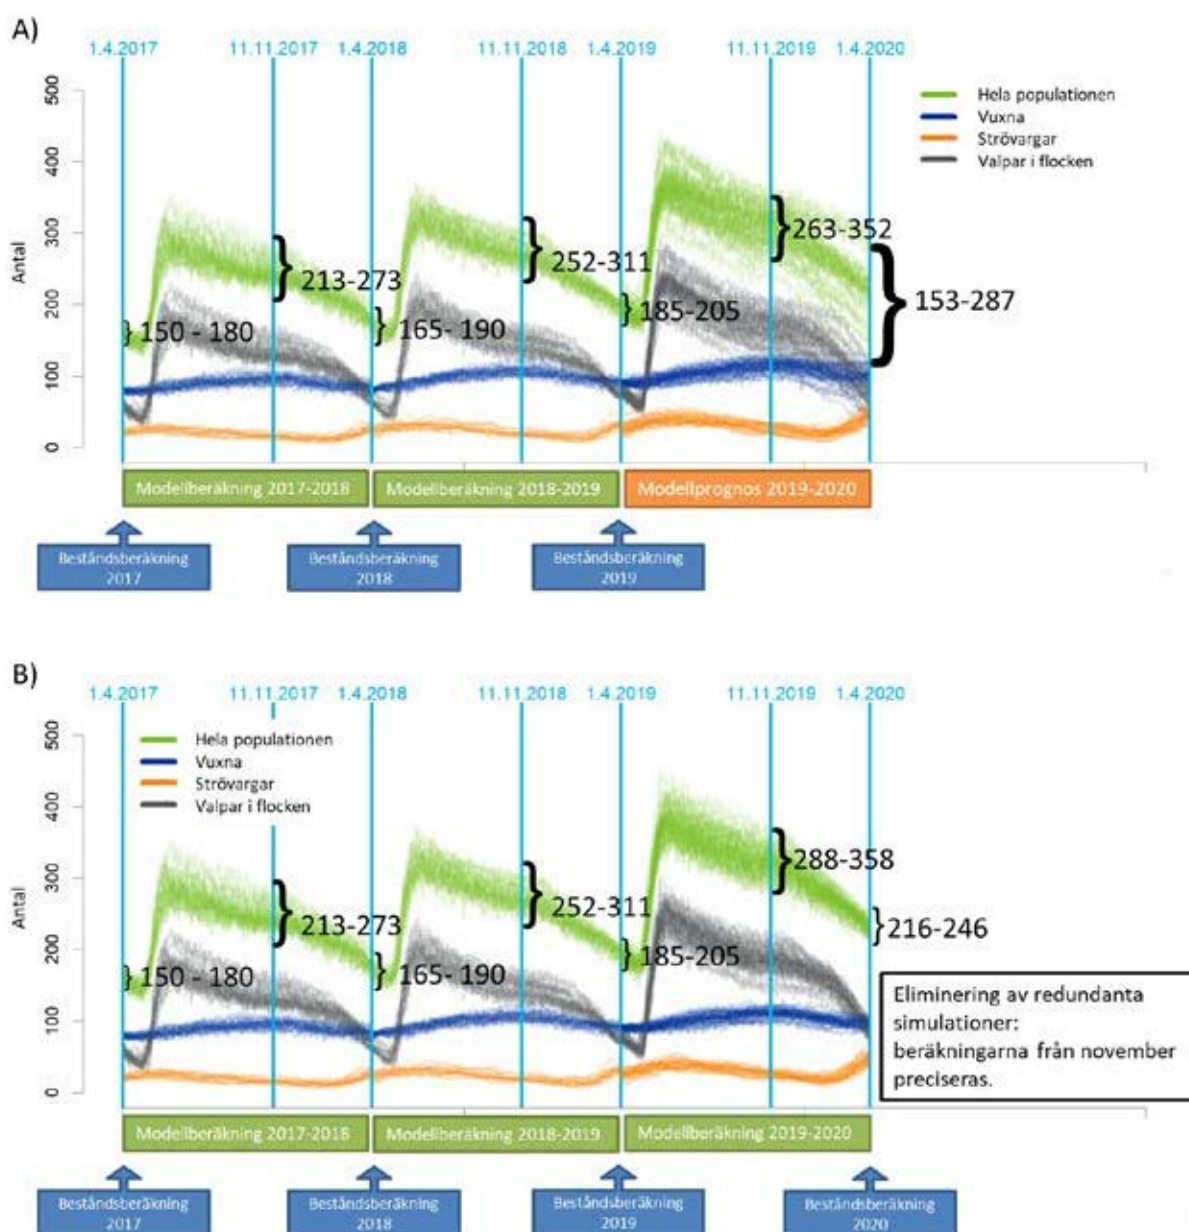 A)
1.4.2017 11.11.2017 1.4.2018 11.11.2018 1.4.2019 11.11.2019 1.4.2020
Hela populationen
Vuxna
Strövargar
Valpar i flocken
Antal
500
400
300
200
100
0
150 - 180
213-273
165- 190
252-311
185-205
263-352
153-287
Modellberäkning 2017-2018 Modellberäkning 2018-2019 Modellprognos 2019-2020
Beståndsberäkning
2017
Beståndsberäkning
2018
Beståndsberäkning
2019
B)
1.4.2017 11.11.2017 1.4.2018 11.11.2018 1.4.2019 11.11.2019 1.4.2020
Hela populationen
Vuxna
Strövargar
Valpar i flocken
Antal
500
400
300
200
100
0
150 - 180
213-273
165- 190
252-311
185-205
288-358
216-246
Eliminering av redundanta
simulationer:
beräkningarna från november
preciseras.
Modellberäkning 2017-2018 Modellberäkning 2018-2019 Modellberäkning 2019-2020
Beståndsberäkning
2017
Beståndsberäkning
2018
Beståndsberäkning
2019
Beståndsberäkning
2020